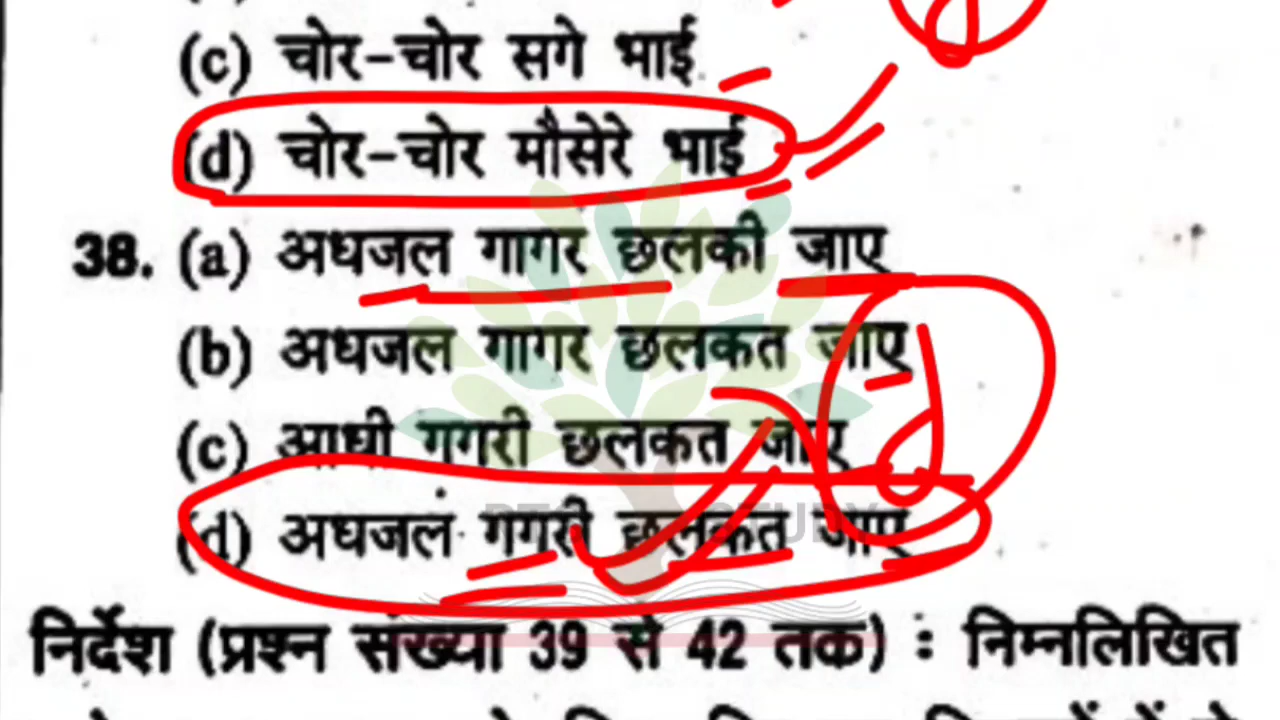 (c) चोर-चोर सगे भाई
(d) चोर-चोर मौसेरे भाई
d
38. (a) अधजल गागर छलकी जाए
(b) अधजल गागर छलकत जाए
(c) आधी गगरी छलकत जाए
d
(d) अधजल गगरी छलकत जाए
STUDY
निर्देश (प्रश्न संख्या 39 से 42 तक) : निम्नलिखित